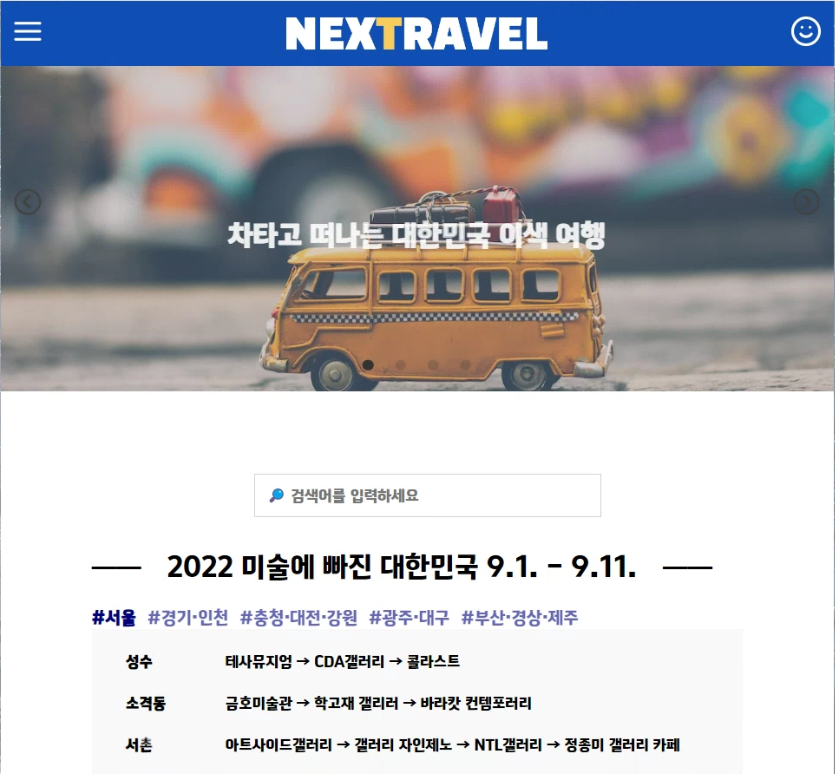 NEXTRAVEL
차타고 떠나는 대한민국 이색 여행
검색어를 입력하세요
2022 미술에 빠진 대한민국 9.1. - 9.11.
#서울 #경기·인천 #충청·대전·강원 #광주·대구 #부산·경상·제주
성수 테사뮤지엄 → CDA갤러리 → 콜라스트
소격동 금호미술관 → 학고재 갤리러 → 바라캇 컨템포러리
서촌 아트사이드갤러리 → 갤러리 자인제노 → NTL갤러리 → 정종미 갤러리 카페